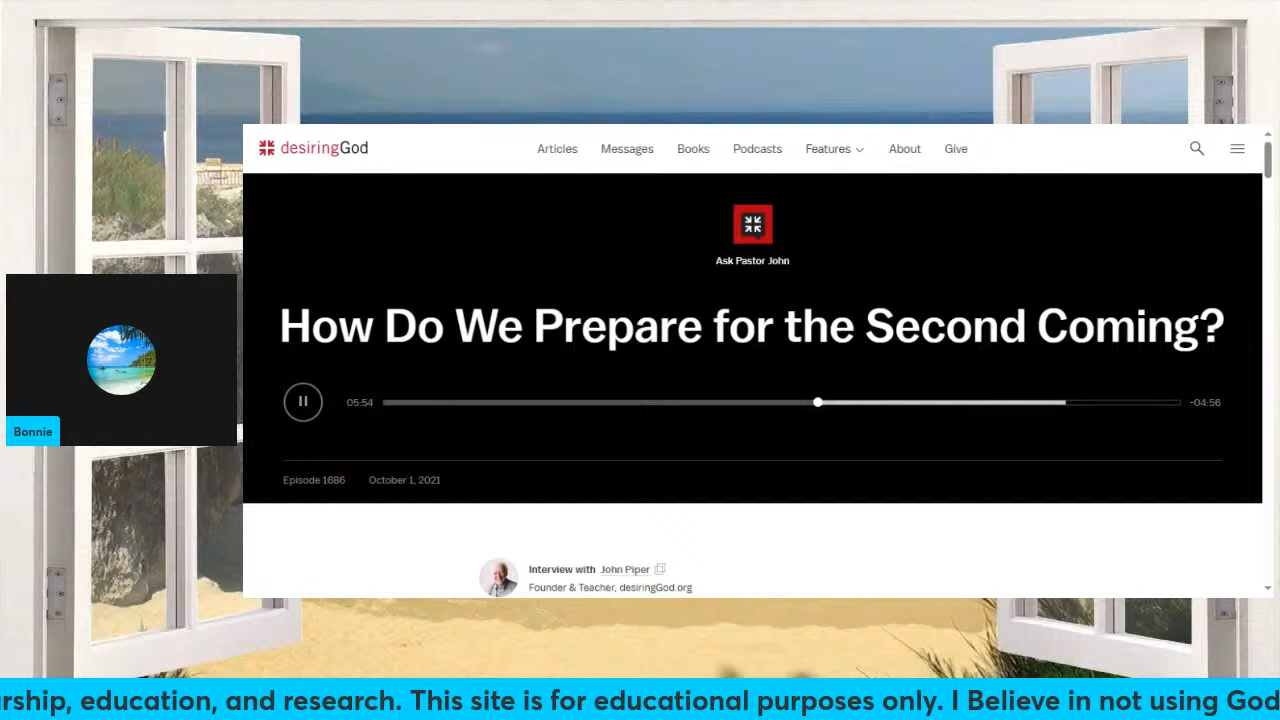 desiringGod
Articles Messages Books Podcasts Features About Give
Ask Pastor John
How Do We Prepare for the Second Coming?
05:54 -04:56
Episode 1686 October 1, 2021
Bonnie
Interview with John Piper
Founder & Teacher, desiringGod.org
rship, education, and research. This site is for educational purposes only. I Believe in not using God